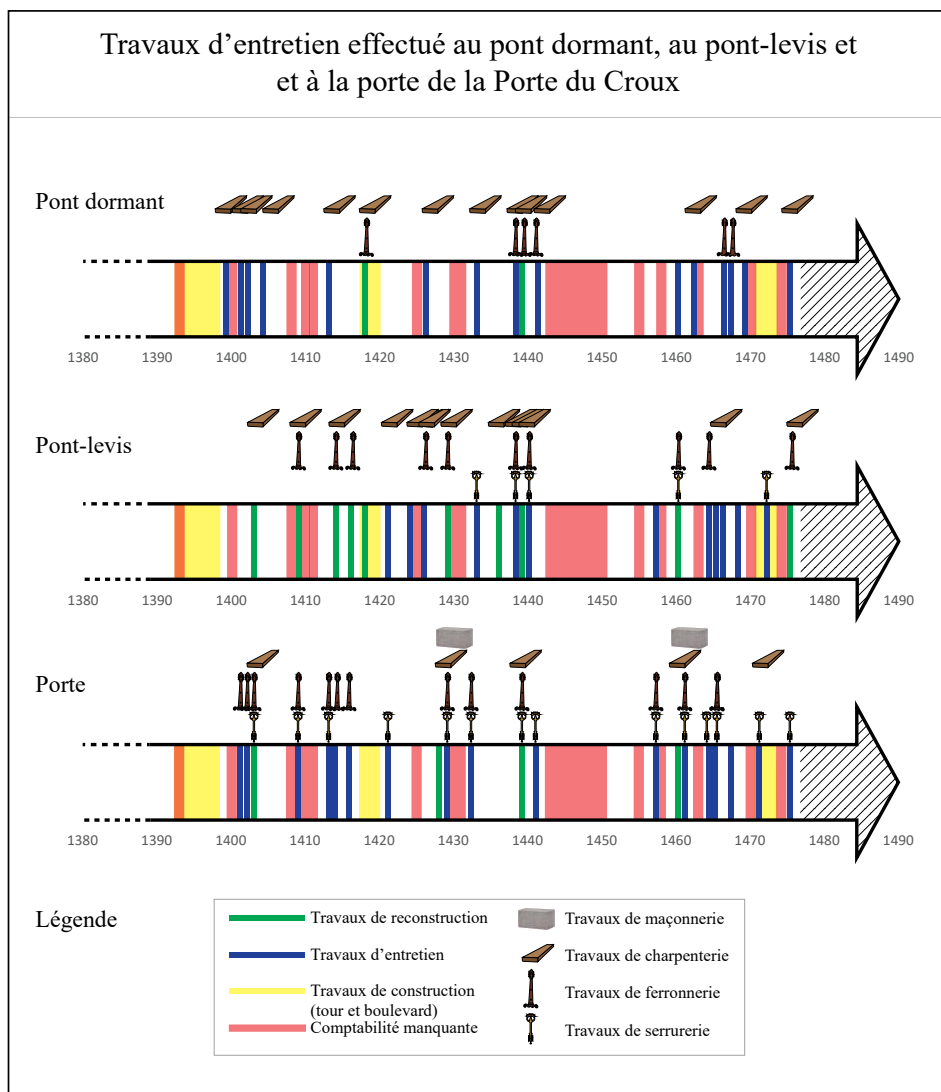 Travaux d’entretien effectué au pont dormant, au pont-levis et
et à la porte de la Porte du Croux
Pont dormant
1380 1390 1400 1410 1420 1430 1440 1450 1460 1470 1480 1490
Pont-levis
1380 1390 1400 1410 1420 1430 1440 1450 1460 1470 1480 1490
Porte
1380 1390 1400 1410 1420 1430 1440 1450 1460 1470 1480 1490
Légende
Travaux de reconstruction
Travaux d’entretien
Travaux de construction
(tour et boulevard)
Comptabilité manquante
Travaux de maçonnerie
Travaux de charpenterie
Travaux de ferronnerie
Travaux de serrurerie